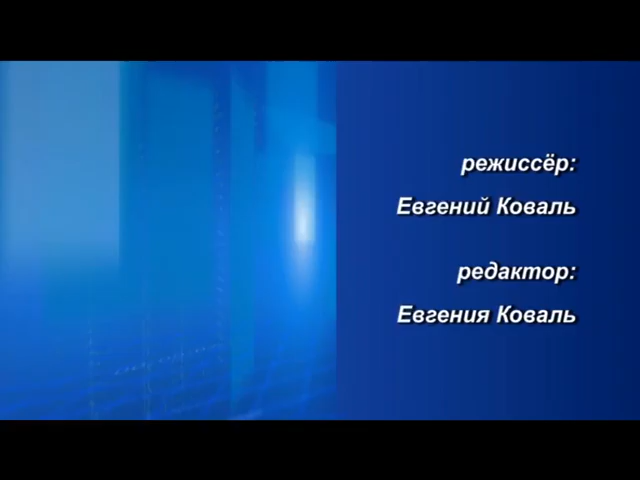 режиссёр:
Евгений Коваль
редактор:
Евгения Коваль